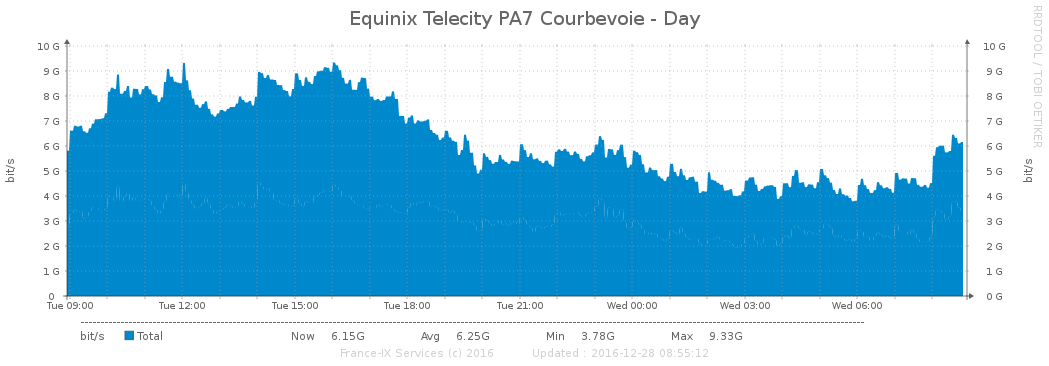 Equinix Telecity PA7 Courbevoie - Day
RRDTOOL / TOBI OETIKER
bit/s
bit/s
10 G 10 G
9 G 9 G
8 G 8 G
7 G 7 G
6 G 6 G
5 G 5 G
4 G 4 G
3 G 3 G
2 G 2 G
1 G 1 G
0 0 G
Tue 09:00 Tue 12:00 Tue 15:00 Tue 18:00 Tue 21:00 Wed 00:00 Wed 03:00 Wed 06:00
bit/s Total Now 6.15G Avg 6.25G Min 3.78G Max 9.33G
France-IX Services (c) 2016 Updated : 2016-12-28 08:55:12